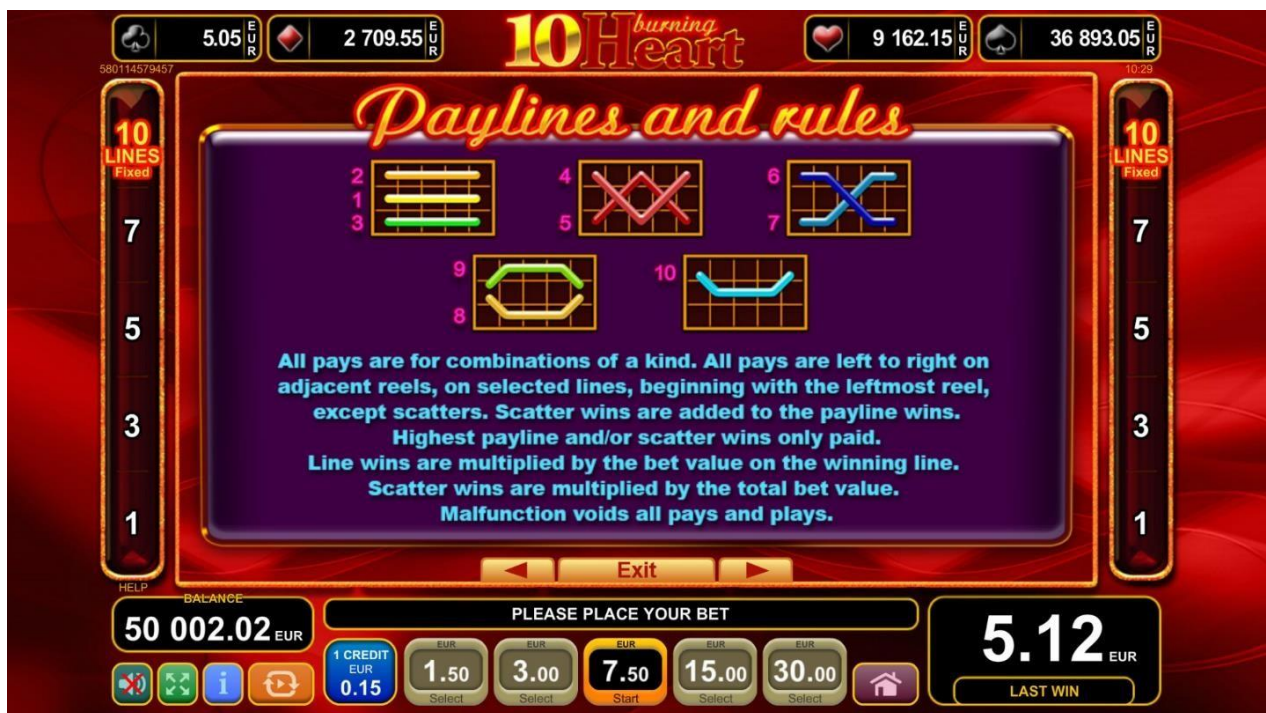 5.05 EUR
2 709.55 EUR
10 burning Heart
9 162.15 EUR
36 893.05 EUR
580114579457
10:29
Paylines and rules
10
LINES
Fixed
7
5
3
1
10
LINES
Fixed
7
5
3
1
2
1
3
4
5
6
7
9
8
10
All pays are for combinations of a kind. All pays are left to right on
adjacent reels, on selected lines, beginning with the leftmost reel,
except scatters. Scatter wins are added to the payline wins.
Highest payline and/or scatter wins only paid.
Line wins are multiplied by the bet value on the winning line.
Scatter wins are multiplied by the total bet value.
Malfunction voids all pays and plays.
Exit
HELP
BALANCE
50 002.02 EUR
PLEASE PLACE YOUR BET
5.12 EUR
LAST WIN
i
1 CREDIT
EUR
0.15
EUR
1.50
Select
EUR
3.00
Select
EUR
7.50
Start
EUR
15.00
Select
EUR
30.00
Select